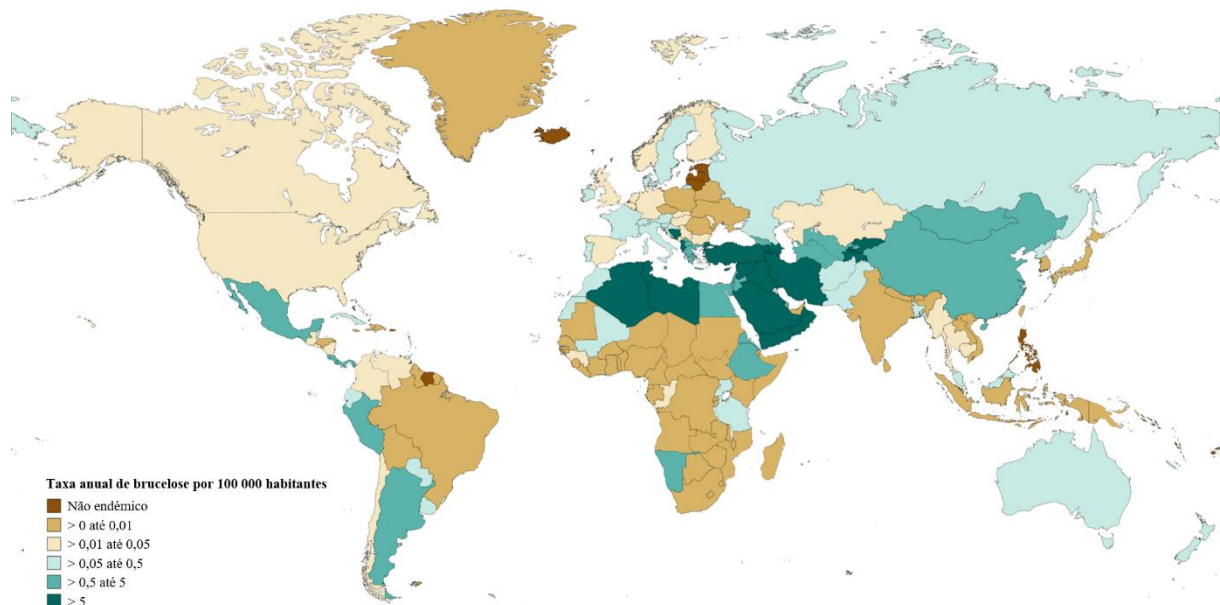 Taxa anual de brucelose por 100 000 habitantes
Não endémico
> 0 até 0,01
> 0,01 até 0,05
> 0,05 até 0,5
> 0,5 até 5
> 5